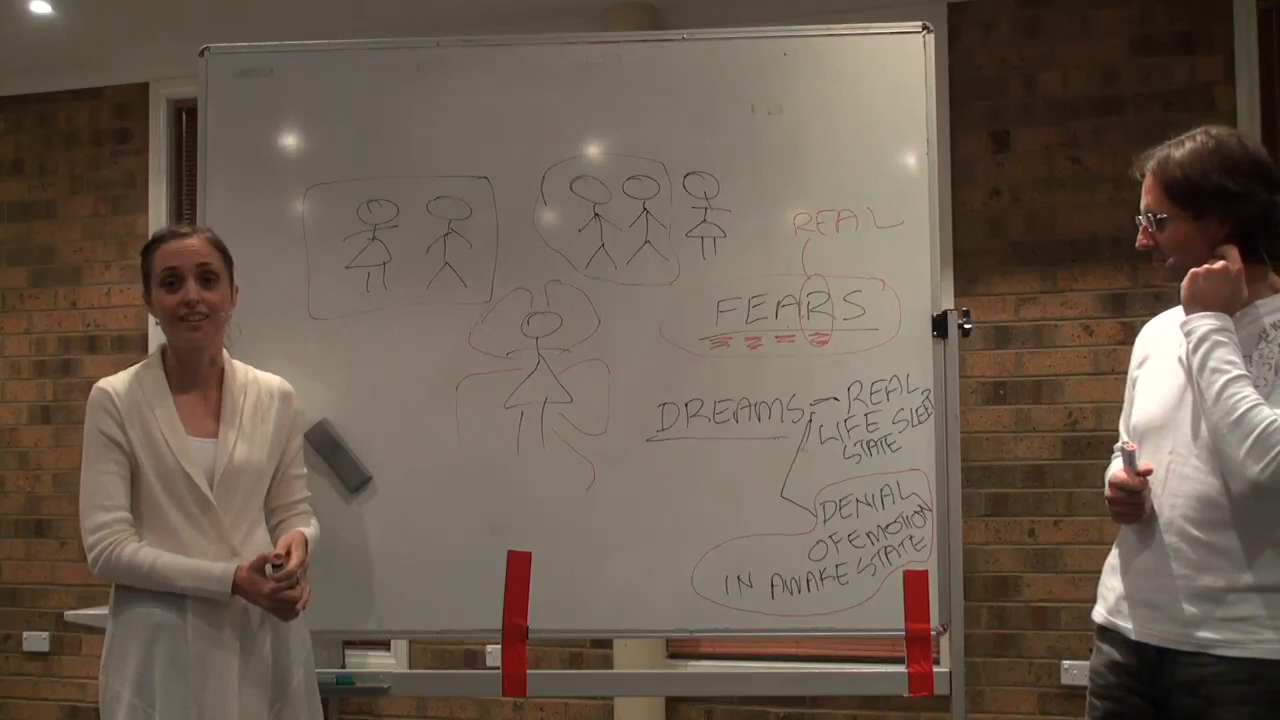 REAL
FEARS
DREAMS - REAL
LIFE SLEEP
STATE
DENIAL
OF EMOTION
IN AWAKE STATE